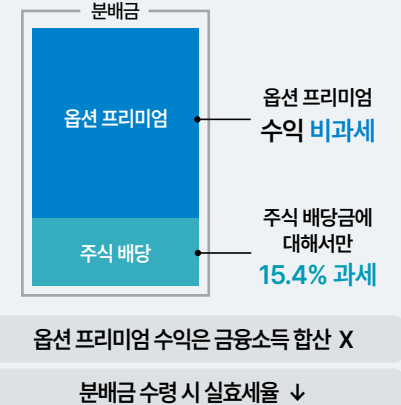 분배금
옵션 프리미엄
옵션 프리미엄
수익 비과세
주식 배당
주식 배당금에
대해서만
15.4% 과세
옵션 프리미엄 수익은 금융소득 합산 X
분배금 수령 시 실효세율 ↓